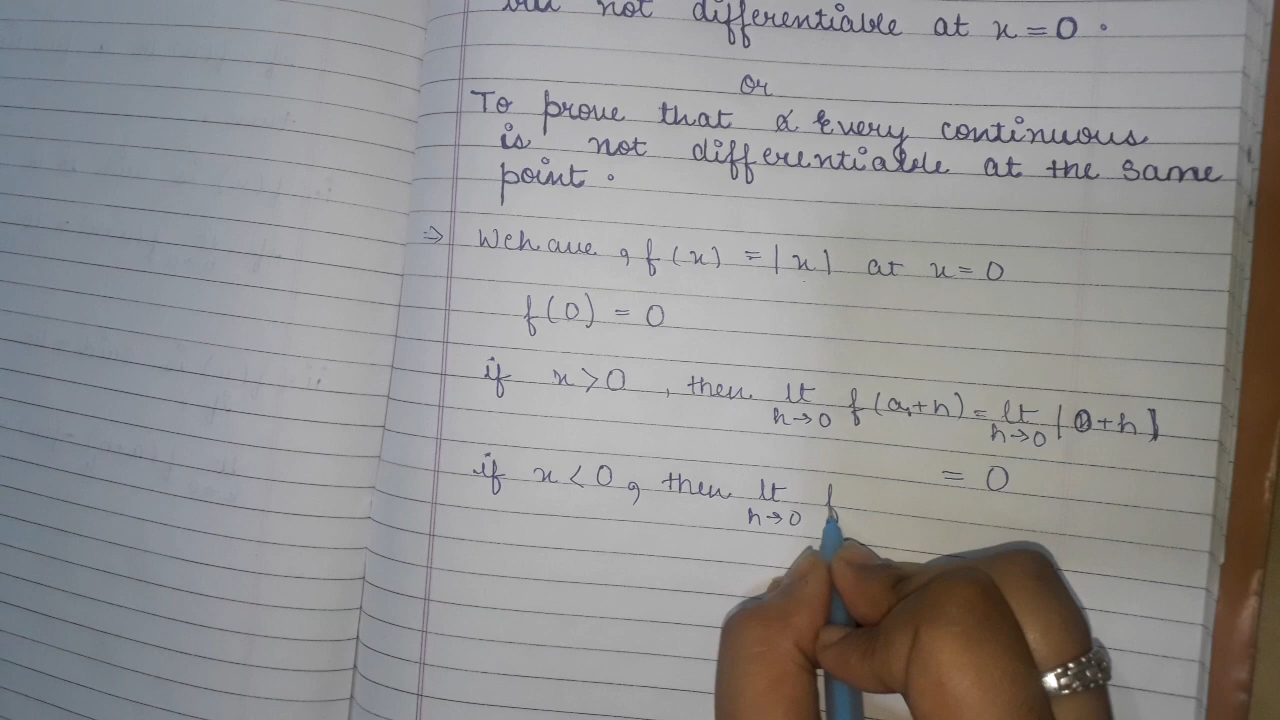 not differentiable at x = 0 .
or
To prove that & Every continuous
is not differentiable at the same
point .
⇒ We have , f(x) = |x| at x = 0
f(0) = 0
if x > 0 , then lt h→0 f(a+h) = lt h→0 |0+h|
= 0
if x < 0 , then lt h→0 f